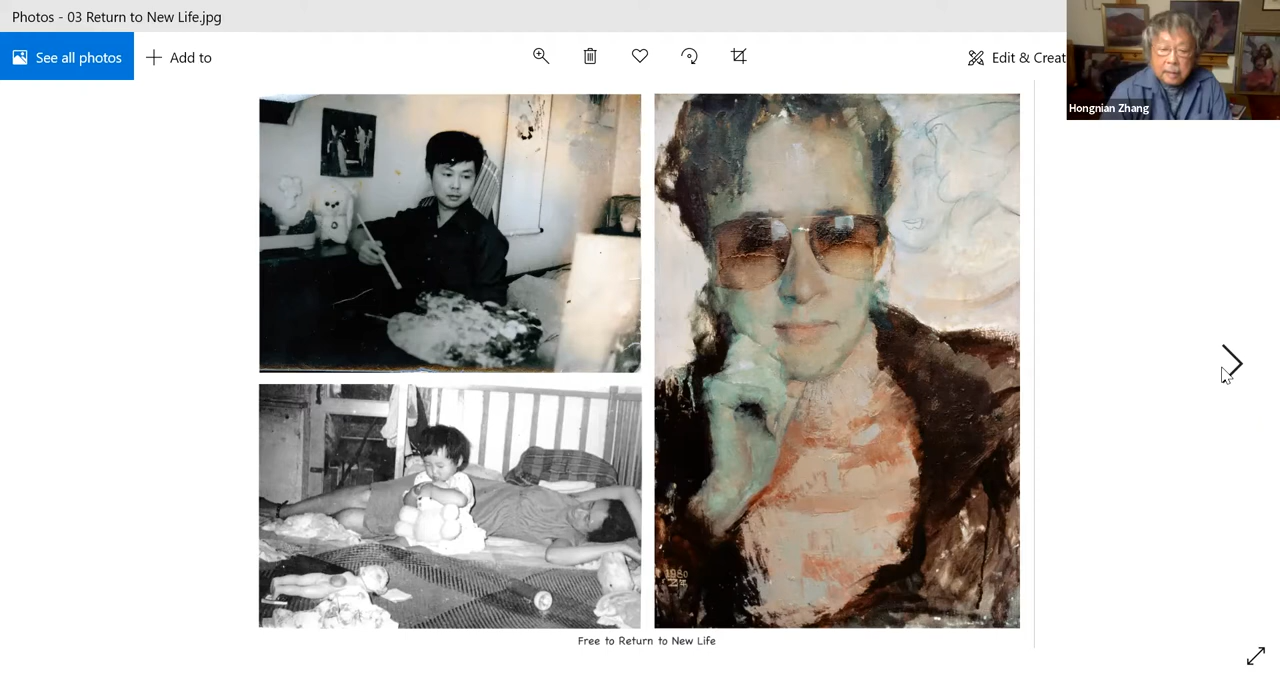 Photos - 03 Return to New Life.jpg
See all photos
Add to
Edit & Creat
Hongnian Zhang
1980
Free to Return to New Life